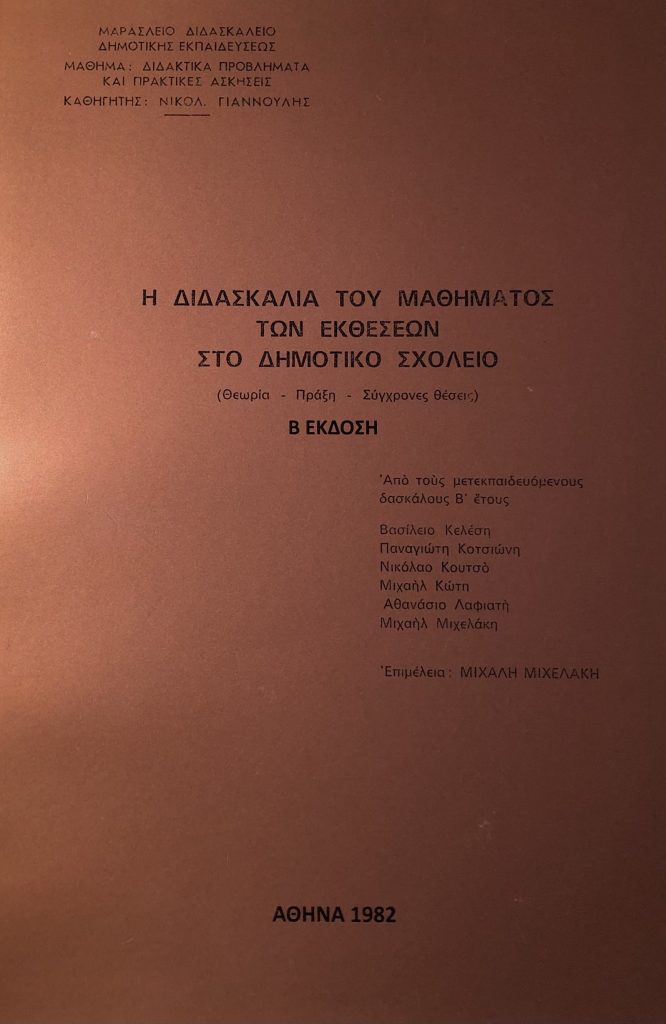 ΜΑΡΑΣΛΕΙΟ ΔΙΔΑΣΚΑΛΕΙΟ
ΔΗΜΟΤΙΚΗΣ ΕΚΠΑΙΔΕΥΣΕΩΣ
ΜΑΘΗΜΑ: ΔΙΔΑΚΤΙΚΑ ΠΡΟΒΛΗΜΑΤΑ
ΚΑΙ ΠΡΑΚΤΙΚΕΣ ΑΣΚΗΣΕΙΣ
ΚΑΘΗΓΗΤΗΣ: ΝΙΚΟΛ. ΓΙΑΝΝΟΥΛΗΣ
Η ΔΙΔΑΣΚΑΛΙΑ ΤΟΥ ΜΑΘΗΜΑΤΟΣ
ΤΩΝ ΕΚΘΕΣΕΩΝ
ΣΤΟ ΔΗΜΟΤΙΚΟ ΣΧΟΛΕΙΟ
(Θεωρία - Πράξη - Σύγχρονες θέσεις)
Β ΕΚΔΟΣΗ
Ἀπὸ τοὺς μετεκπαιδευόμενους
δασκάλους Β' ἔτους
Βασίλειο Κελέση
Παναγιώτη Κοτσιώνη
Νικόλαο Κουτσὸ
Μιχαὴλ Κώτη
Ἀθανάσιο Λαφιατὴ
Μιχαὴλ Μιχελάκη
Ἐπιμέλεια: ΜΙΧΑΛΗ ΜΙΧΕΛΑΚΗ
ΑΘΗΝΑ 1982